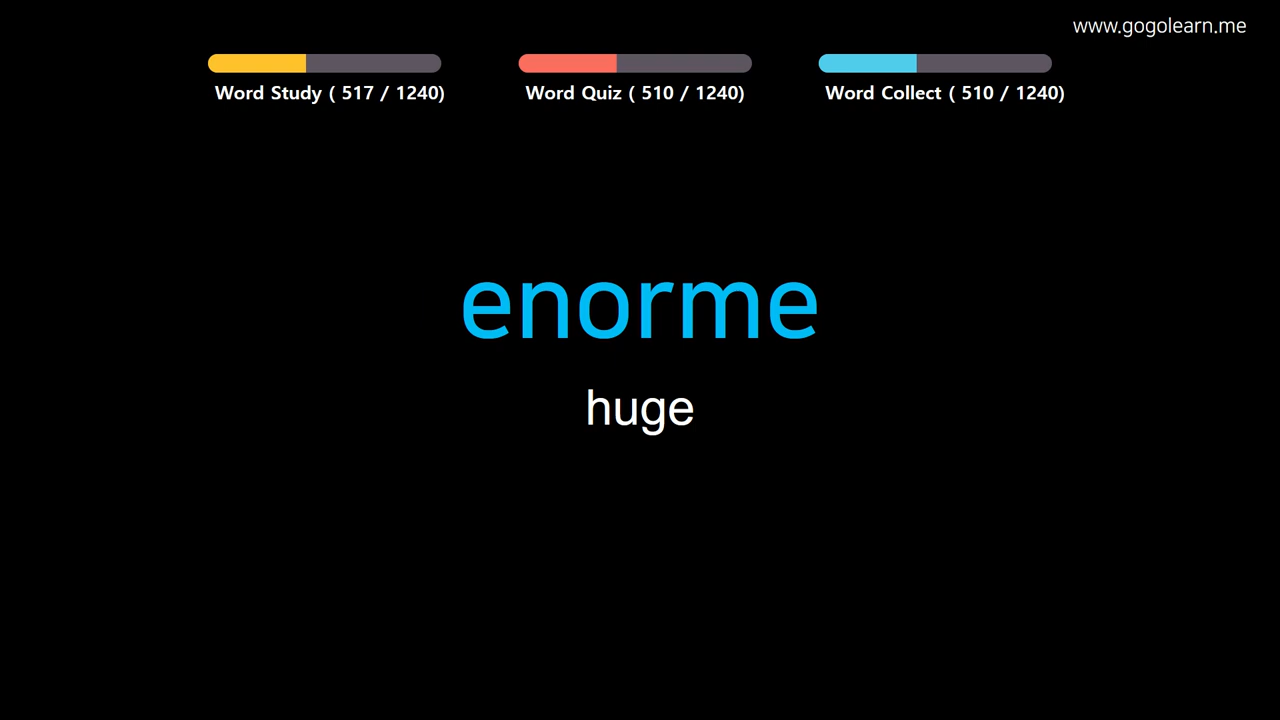 www.gogolearn.me
Word Study ( 517 / 1240)
Word Quiz ( 510 / 1240)
Word Collect ( 510 / 1240)
enorme
huge